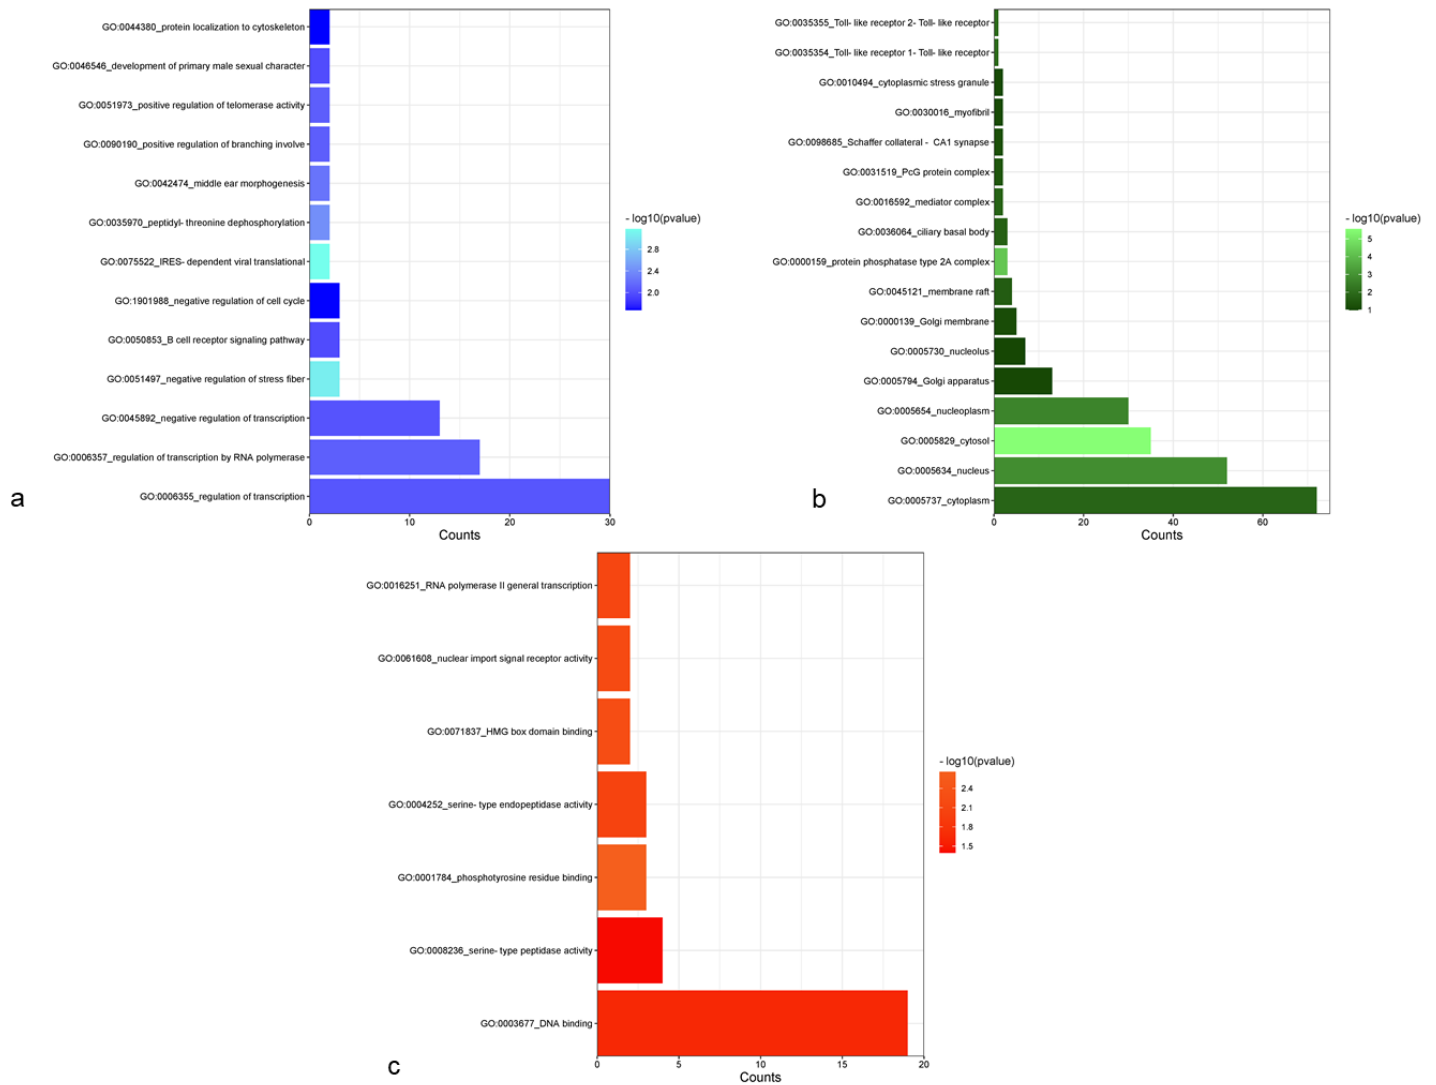 GO:0044380_protein localization to cytoskeleton
GO:0046546_development of primary male sexual character
GO:0051973_positive regulation of telomerase activity
GO:0090190_positive regulation of branching involve
GO:0042474_middle ear morphogenesis
GO:0035970_peptidyl- threonine dephosphorylation
GO:0075522_IRES- dependent viral translational
GO:1901988_negative regulation of cell cycle
GO:0050853_B cell receptor signaling pathway
GO:0051497_negative regulation of stress fiber
GO:0045892_negative regulation of transcription
GO:0006357_regulation of transcription by RNA polymerase
GO:0006355_regulation of transcription
0 10 20 30
Counts
- log10(pvalue)
2.8
2.4
2.0
a
GO:0035355_Toll- like receptor 2- Toll- like receptor
GO:0035354_Toll- like receptor 1- Toll- like receptor
GO:0010494_cytoplasmic stress granule
GO:0030016_myofibril
GO:0098685_Schaffer collateral - CA1 synapse
GO:0031519_PcG protein complex
GO:0016592_mediator complex
GO:0036064_ciliary basal body
GO:0000159_protein phosphatase type 2A complex
GO:0045121_membrane raft
GO:0000139_Golgi membrane
GO:0005730_nucleolus
GO:0005794_Golgi apparatus
GO:0005654_nucleoplasm
GO:0005829_cytosol
GO:0005634_nucleus
GO:0005737_cytoplasm
0 20 40 60
Counts
- log10(pvalue)
5
4
3
2
1
b
GO:0016251_RNA polymerase II general transcription
GO:0061608_nuclear import signal receptor activity
GO:0071837_HMG box domain binding
GO:0004252_serine- type endopeptidase activity
GO:0001784_phosphotyrosine residue binding
GO:0008236_serine- type peptidase activity
GO:0003677_DNA binding
0 5 10 15 20
Counts
- log10(pvalue)
2.4
2.1
1.8
1.5
c